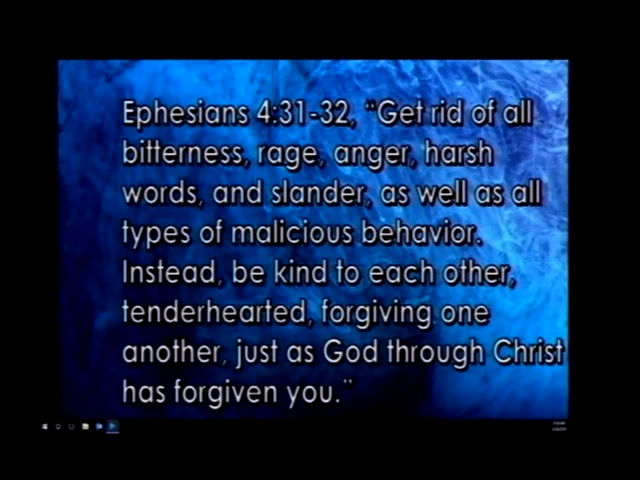 Ephesians 4:31-32, “Get rid of all
bitterness, rage, anger, harsh
words, and slander, as well as all
types of malicious behavior.
Instead, be kind to each other,
tenderhearted, forgiving one
another, just as God through Christ
has forgiven you.”